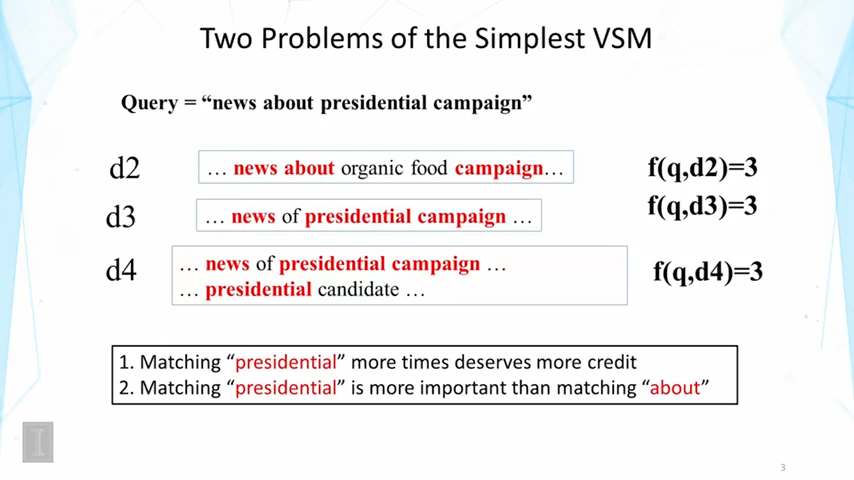 Two Problems of the Simplest VSM
Query = “news about presidential campaign”
d2 … news about organic food campaign… f(q,d2)=3
d3 … news of presidential campaign … f(q,d3)=3
d4 … news of presidential campaign … f(q,d4)=3
… presidential candidate …
1. Matching “presidential” more times deserves more credit
2. Matching “presidential” is more important than matching “about”
I
3